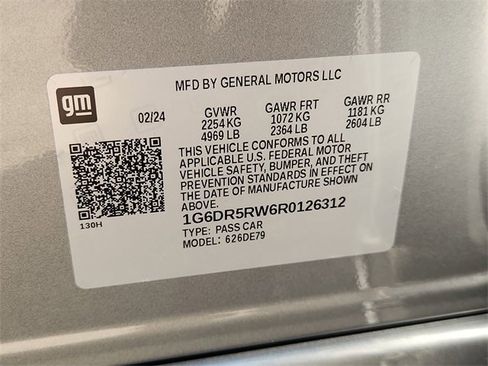 MFD BY GENERAL MOTORS LLC
gm
02/24 GVWR GAWR FRT GAWR RR
2254 KG 1072 KG 1181 KG
4969 LB 2364 LB 2604 LB
THIS VEHICLE CONFORMS TO ALL
APPLICABLE U.S. FEDERAL MOTOR
VEHICLE SAFETY, BUMPER, AND THEFT
PREVENTION STANDARDS IN EFFECT ON
THE DATE OF MANUFACTURE SHOWN
ABOVE.
1G6DR5RW6R0126312
130H
TYPE: PASS CAR
MODEL: 626DE79